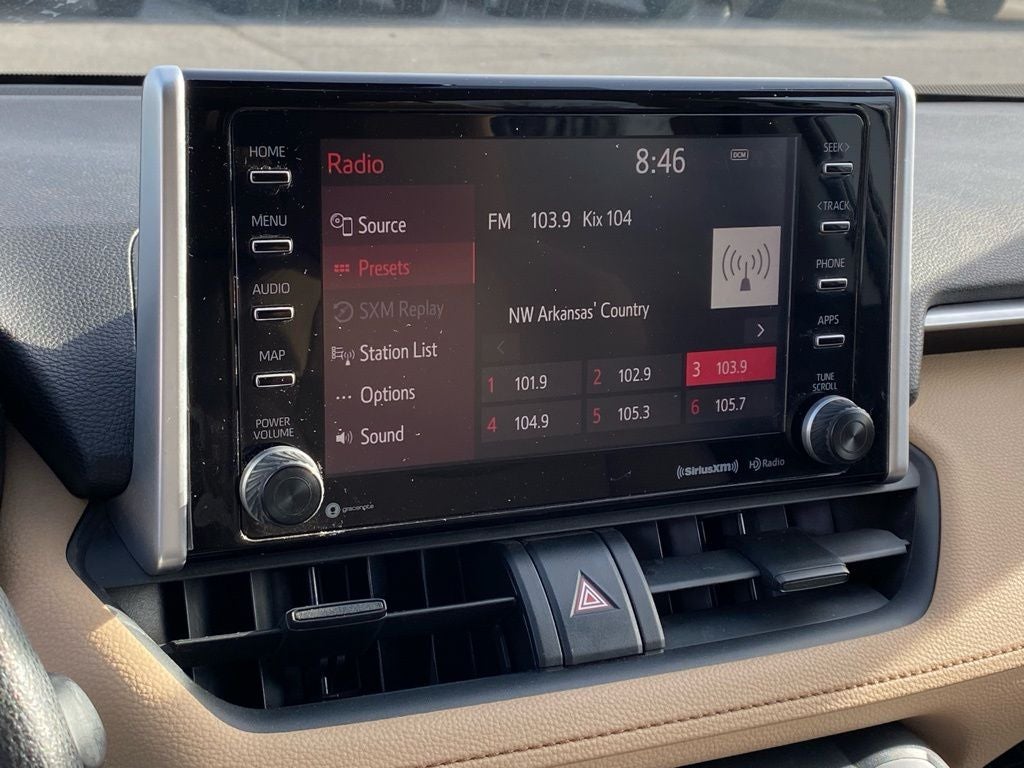 HOME
MENU
AUDIO
MAP
POWER
VOLUME
Radio
8:46
DCM
Source
Presets
SXM Replay
Station List
Options
Sound
FM 103.9 Kix 104
NW Arkansas' Country
1 101.9
2 102.9
3 103.9
4 104.9
5 105.3
6 105.7
SEEK >
< TRACK
PHONE
APPS
TUNE
SCROLL
gracenote
((SiriusXM))
HD Radio